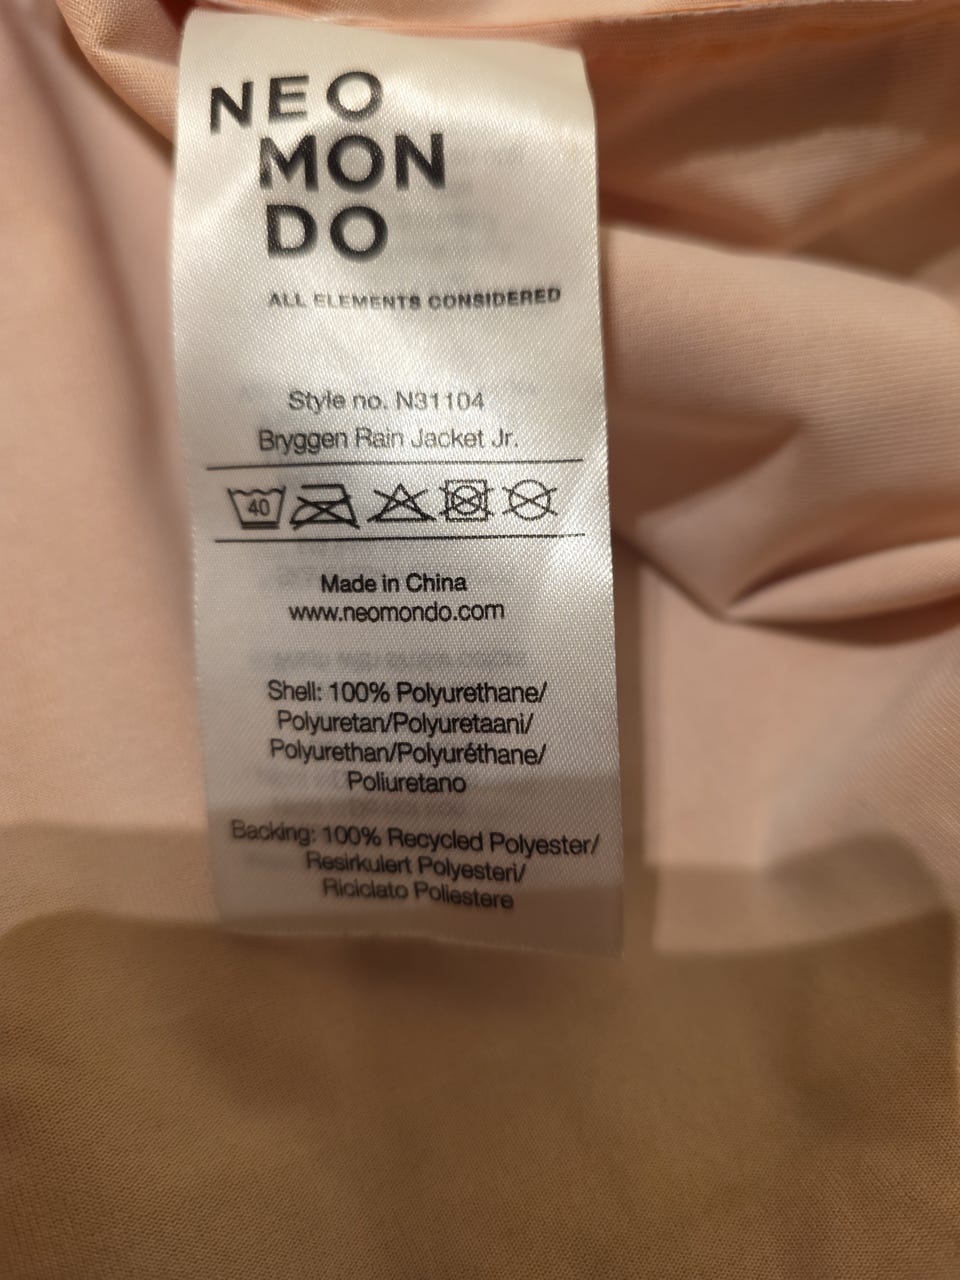 NEO
MON
DO
ALL ELEMENTS CONSIDERED
Style no. N31104
Bryggen Rain Jacket Jr.
40
Made in China
www.neomondo.com
Shell: 100% Polyurethane/
Polyuretan/Polyuretaani/
Polyurethan/Polyuréthane/
Poliuretano
Backing: 100% Recycled Polyester/
Resirkulert Polyesteri/
Riciclato Poliestere